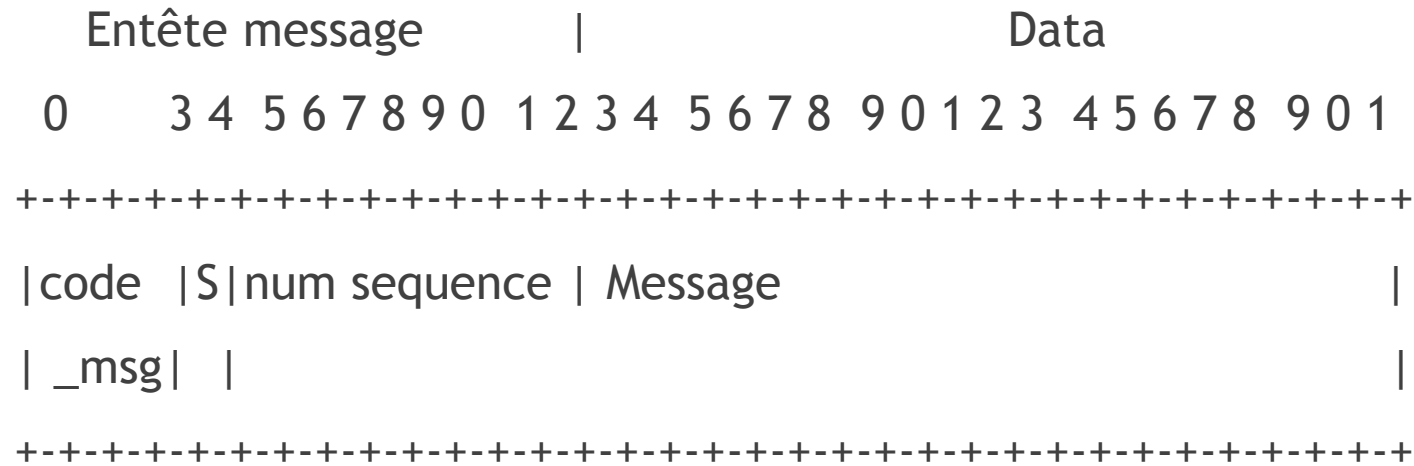 Entête message | Data
0 3 4 5 6 7 8 9 0 1 2 3 4 5 6 7 8 9 0 1 2 3 4 5 6 7 8 9 0 1
+-+-+-+-+-+-+-+-+-+-+-+-+-+-+-+-+-+-+-+-+-+-+-+-+-+-+-+-+-+-+-+-+
|code |S|num sequence | Message |
| _msg| | |
+-+-+-+-+-+-+-+-+-+-+-+-+-+-+-+-+-+-+-+-+-+-+-+-+-+-+-+-+-+-+-+-+